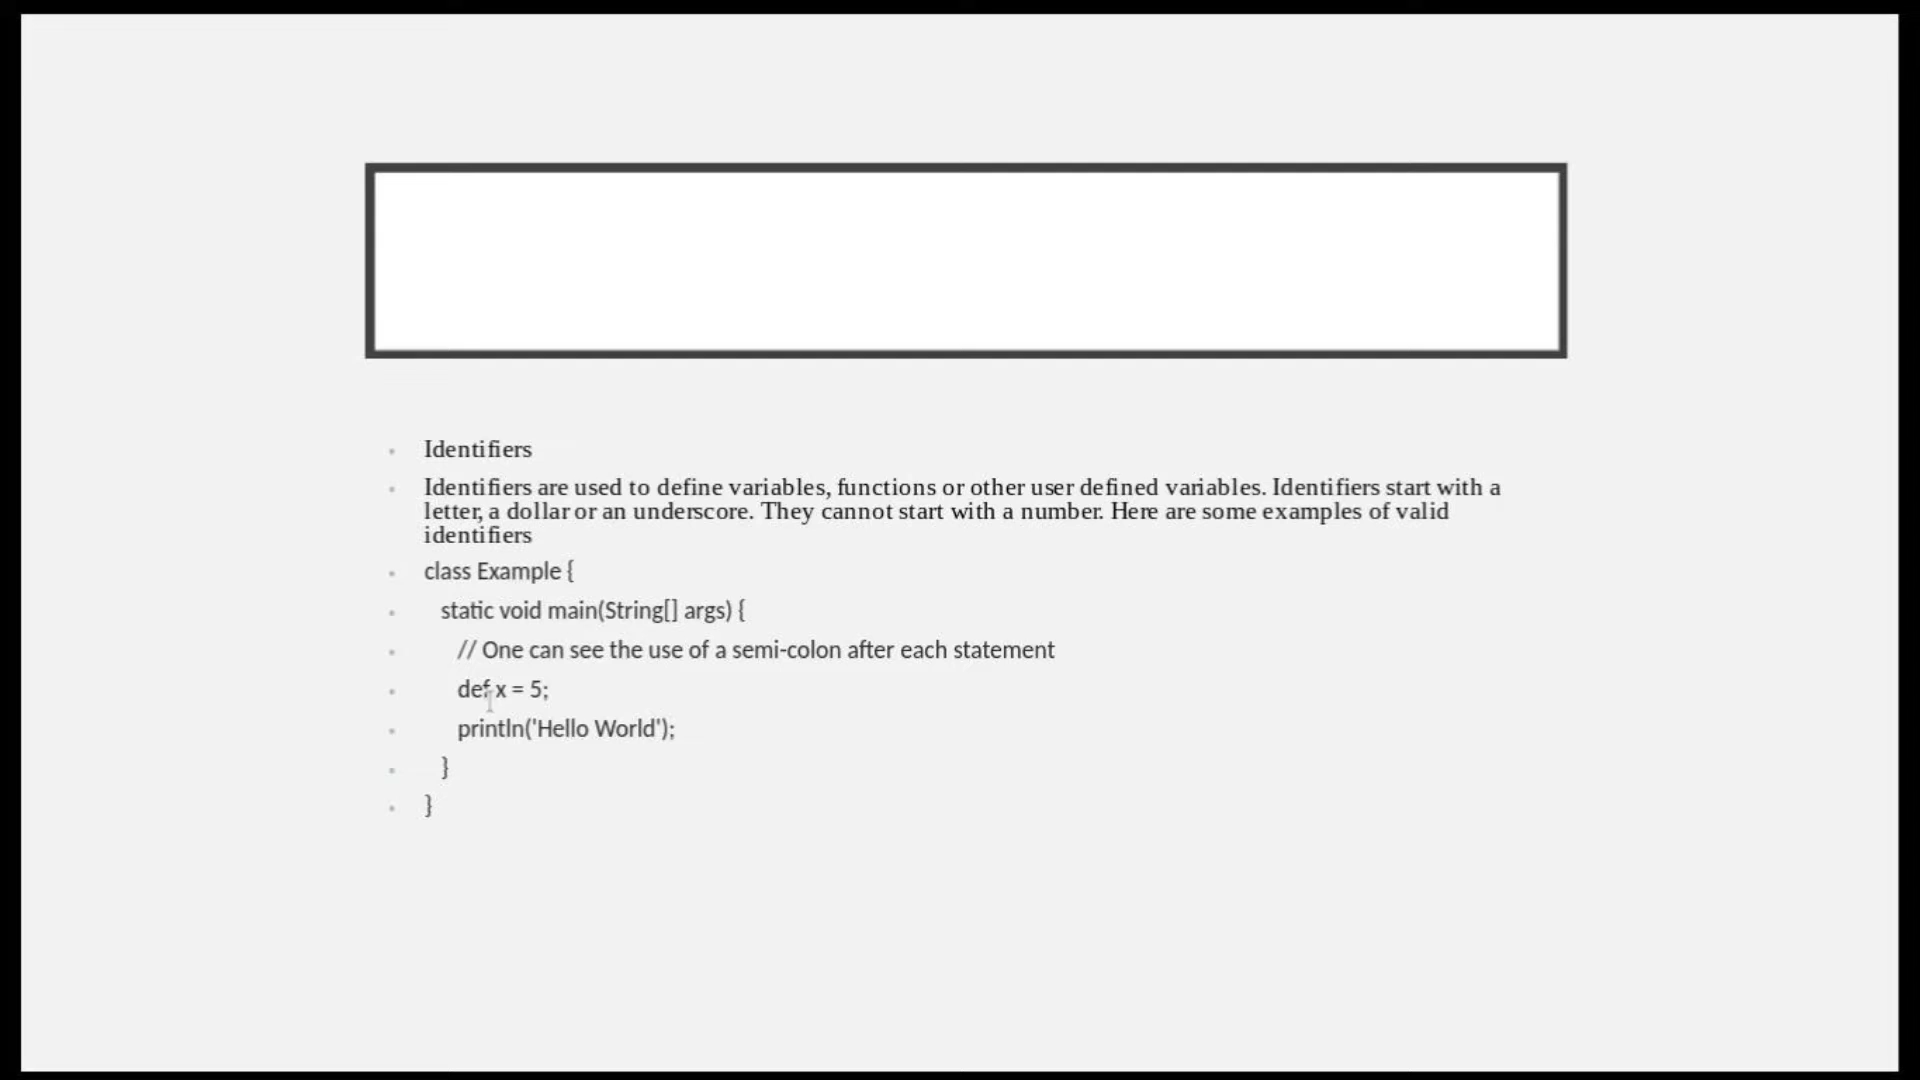 Identifiers
Identifiers are used to define variables, functions or other user defined variables. Identifiers start with a
letter, a dollar or an underscore. They cannot start with a number. Here are some examples of valid
identifiers
class Example {
static void main(String[] args) {
// One can see the use of a semi-colon after each statement
def x = 5;
println('Hello World');
}
}